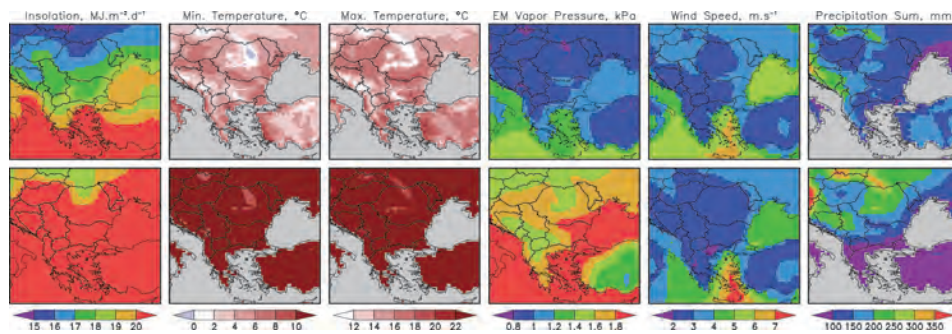 Insolation, MJ.m⁻².d⁻¹ Min. Temperature, °C Max. Temperature, °C EM Vapor Pressure, kPa Wind Speed, m.s⁻¹ Precipitation Sum, mm
15 16 17 18 19 20 0 2 4 6 8 10 12 14 16 18 20 22 0.8 1 1.2 1.4 1.6 1.8 2 3 4 5 6 7 100 150 200 250 300 350